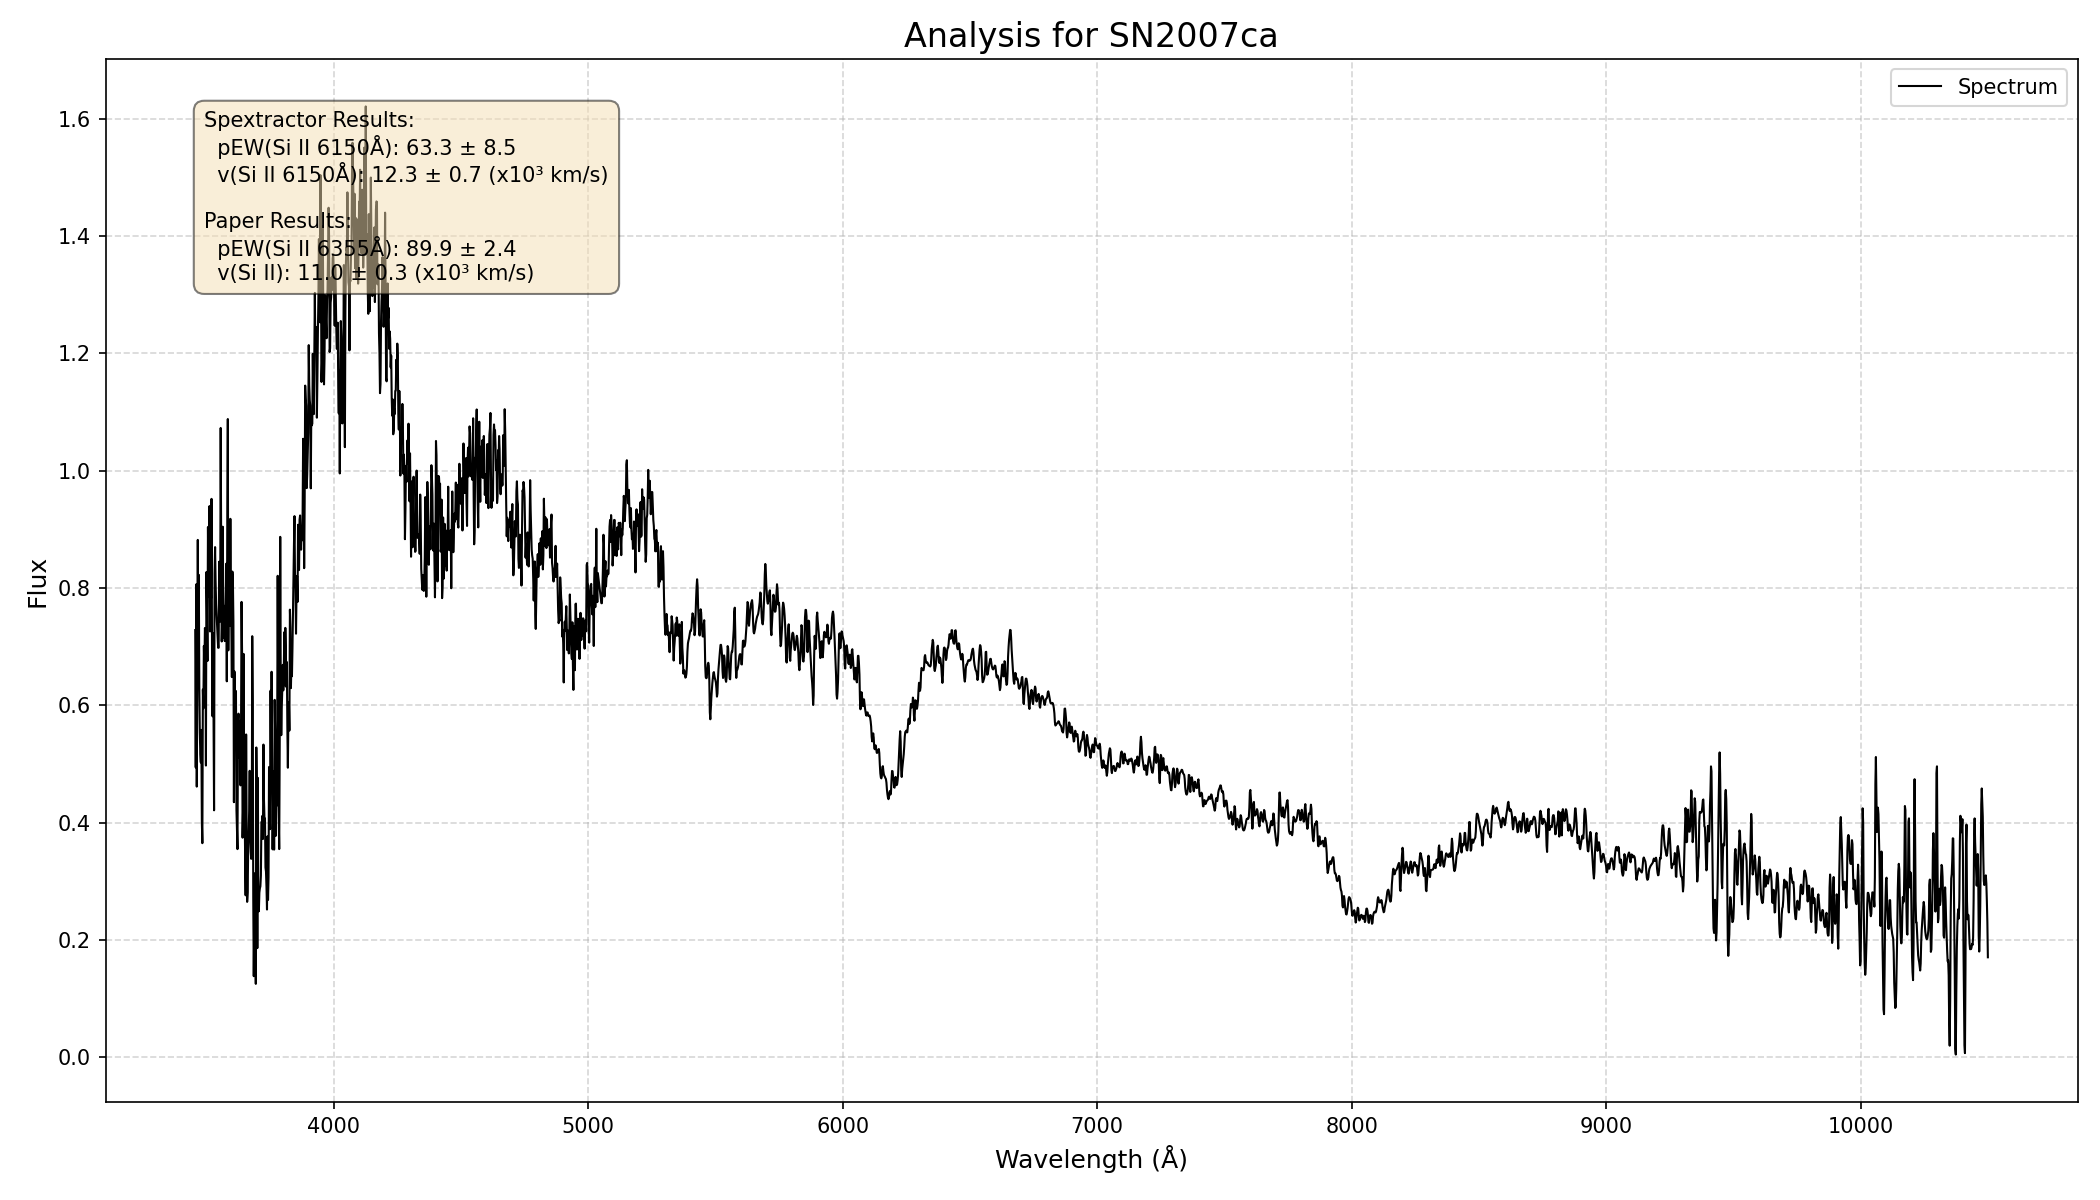 Analysis for SN2007ca
Spectrum
Spextractor Results:
pEW(Si II 6150Å): 63.3 ± 8.5
v(Si II 6150Å): 12.3 ± 0.7 (x10³ km/s)
Paper Results:
pEW(Si II 6355Å): 89.9 ± 2.4
v(Si II): 11.0 ± 0.3 (x10³ km/s)
1.6
1.4
1.2
1.0
0.8
0.6
0.4
0.2
0.0
Flux
4000 5000 6000 7000 8000 9000 10000
Wavelength (Å)